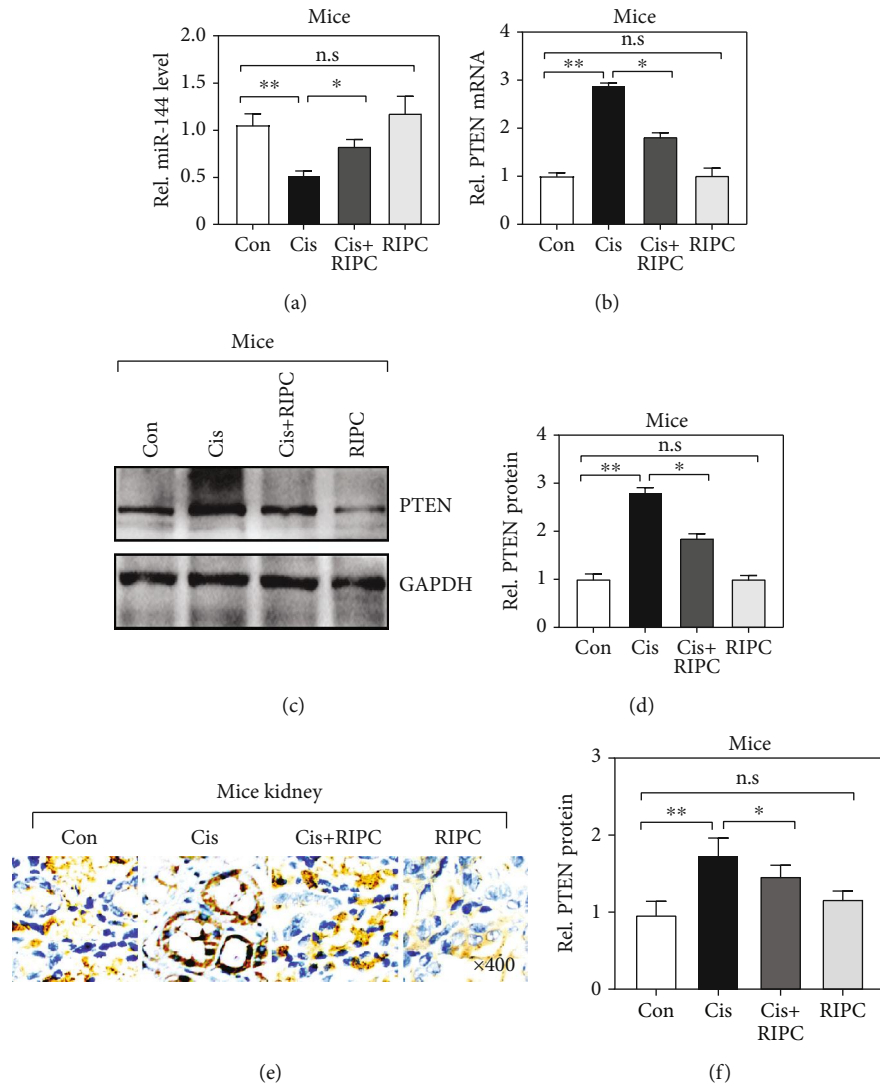 Mice
2.0
1.5
1.0
0.5
0
Rel. miR-144 level
n.s
**
*
Con
Cis
Cis+
RIPC
RIPC
(a)
Mice
4
3
2
1
0
Rel. PTEN mRNA
n.s
**
*
Con
Cis
Cis+
RIPC
RIPC
(b)
Mice
Con
Cis
Cis+RIPC
RIPC
PTEN
GAPDH
(c)
Mice
4
3
2
1
0
Rel. PTEN protein
n.s
**
*
Con
Cis
Cis+
RIPC
RIPC
(d)
Mice kidney
Con
Cis
Cis+RIPC
RIPC
×400
(e)
Mice
3
2
1
0
Rel. PTEN protein
n.s
**
*
Con
Cis
Cis+
RIPC
RIPC
(f)